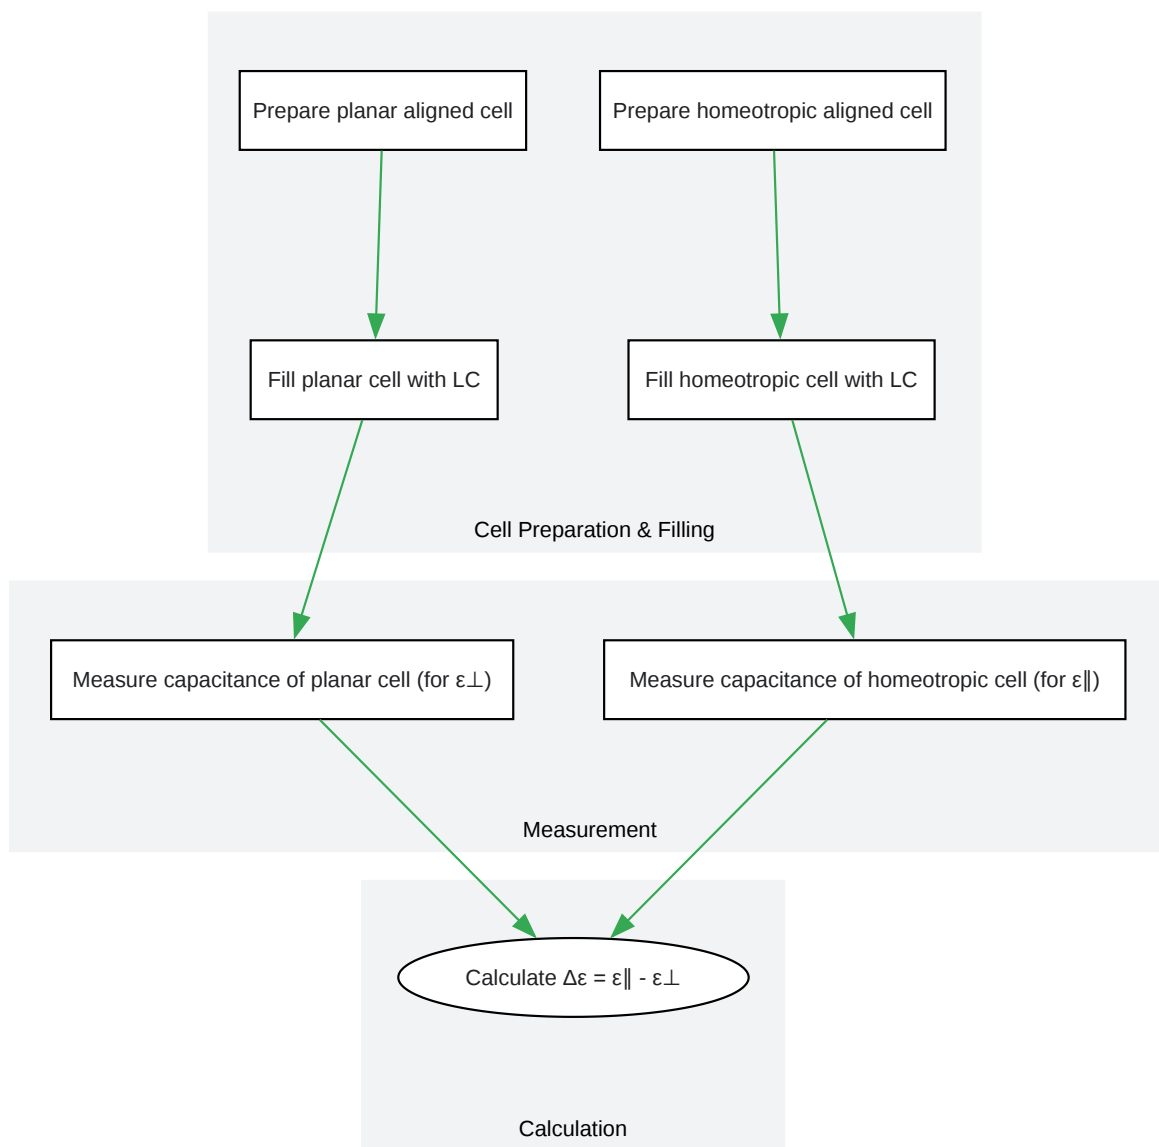 Prepare planar aligned cell
Prepare homeotropic aligned cell
Fill planar cell with LC
Fill homeotropic cell with LC
Cell Preparation & Filling
Measure capacitance of planar cell (for ε⊥)
Measure capacitance of homeotropic cell (for ε∥)
Measurement
Calculate Δε = ε∥ - ε⊥
Calculation